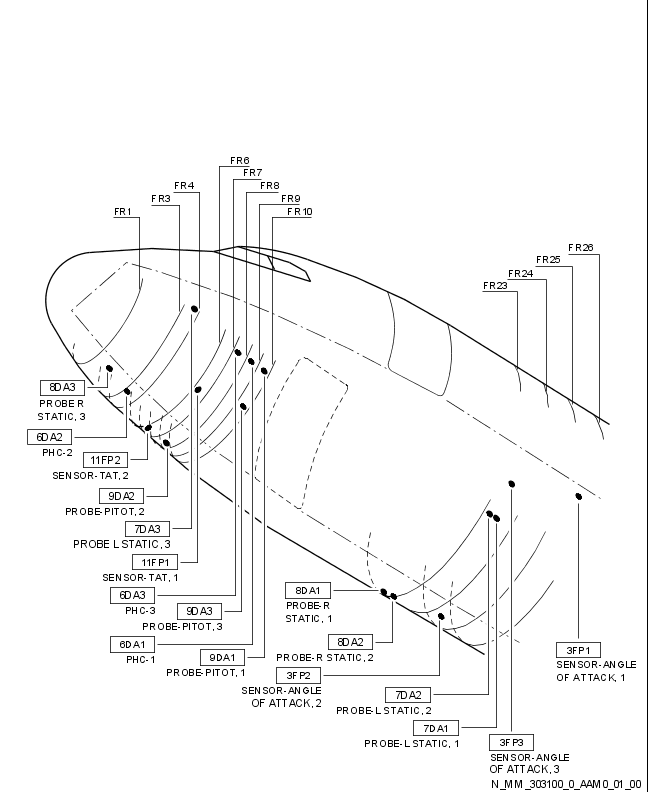 FR6
FR7
FR4
FR8
FR3
FR9
FR1
FR10
FR26
FR25
FR24
FR23
8DA3
PROBE R
STATIC, 3
6DA2
PHC-2
11FP2
SENSOR-TAT, 2
9DA2
PROBE-PITOT, 2
7DA3
PROBE L STATIC, 3
11FP1
SENSOR-TAT, 1
6DA3
PHC-3
9DA3
PROBE-PITOT, 3
6DA1
PHC-1
9DA1
PROBE-PITOT, 1
8DA1
PROBE-R
STATIC, 1
8DA2
PROBE-R STATIC, 2
3FP2
SENSOR-ANGLE
OF ATTACK, 2
7DA2
PROBE-L STATIC, 2
7DA1
PROBE-L STATIC, 1
3FP1
SENSOR-ANGLE
OF ATTACK, 1
3FP3
SENSOR-ANGLE
OF ATTACK, 3
N_MM_303100_0_AAM0_01_00